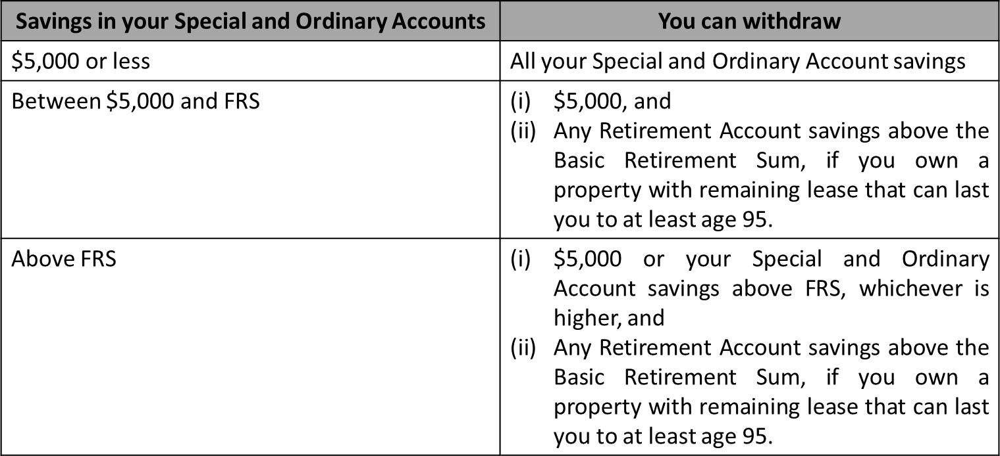 Savings in your Special and Ordinary Accounts
You can withdraw
$5,000 or less
All your Special and Ordinary Account savings
Between $5,000 and FRS
(i) $5,000, and
(ii) Any Retirement Account savings above the
Basic Retirement Sum, if you own a
property with remaining lease that can last
you to at least age 95.
Above FRS
(i) $5,000 or your Special and Ordinary
Account savings above FRS, whichever is
higher, and
(ii) Any Retirement Account savings above the
Basic Retirement Sum, if you own a
property with remaining lease that can last
you to at least age 95.